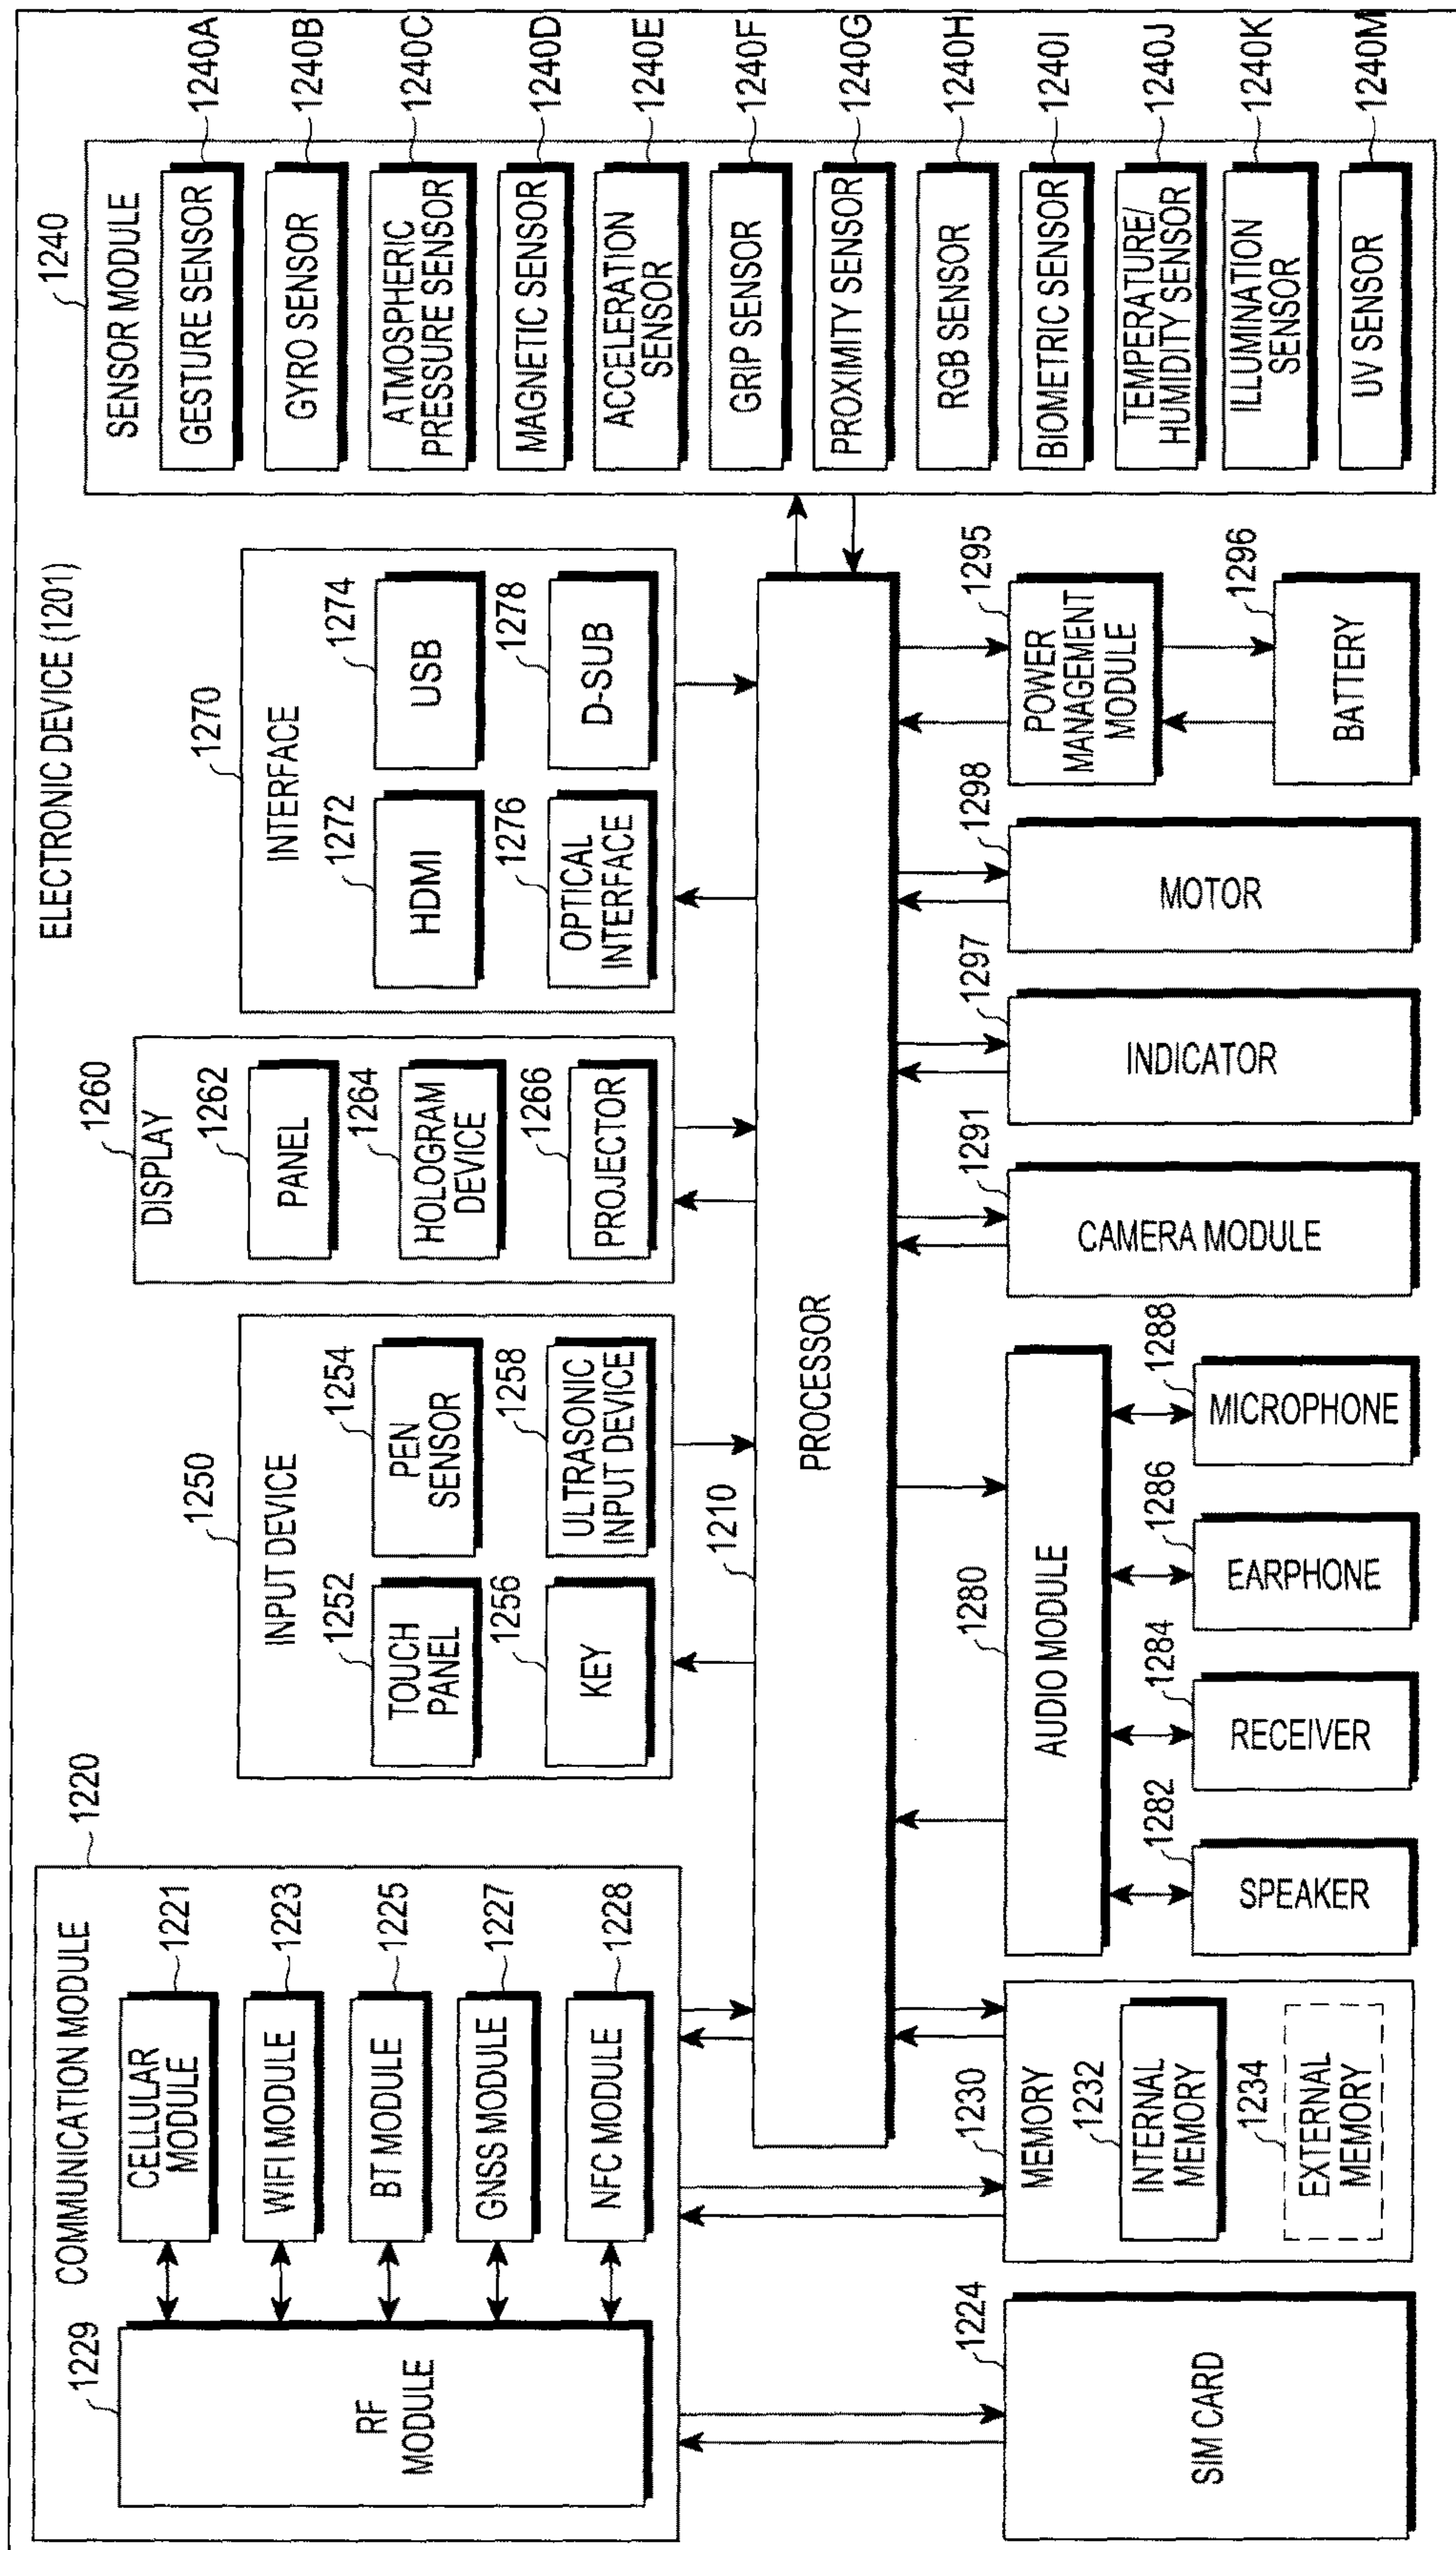 ELECTRONIC DEVICE (1201)
1220
COMMUNICATION MODULE
1229
RF
MODULE
CELLULAR
MODULE
1221
WIFI MODULE
1223
BT MODULE
1225
GNSS MODULE
1227
NFC MODULE
1228
1250
INPUT DEVICE
1252
TOUCH
PANEL
1254
PEN
SENSOR
1256
KEY
1258
ULTRASONIC
INPUT DEVICE
1260
DISPLAY
1262
PANEL
1264
HOLOGRAM
DEVICE
1266
PROJECTOR
1270
INTERFACE
1272
HDMI
1274
USB
1276
OPTICAL
INTERFACE
1278
D-SUB
1240
SENSOR MODULE
GESTURE SENSOR
1240A
GYRO SENSOR
1240B
ATMOSPHERIC
PRESSURE SENSOR
1240C
MAGNETIC SENSOR
1240D
ACCELERATION
SENSOR
1240E
GRIP SENSOR
1240F
PROXIMITY SENSOR
1240G
RGB SENSOR
1240H
BIOMETRIC SENSOR
1240I
TEMPERATURE/
HUMIDITY SENSOR
1240J
ILLUMINATION
SENSOR
1240K
UV SENSOR
1240M
1210
PROCESSOR
1224
SIM CARD
1230
MEMORY
1232
INTERNAL
MEMORY
1234
EXTERNAL
MEMORY
1280
AUDIO MODULE
1282
SPEAKER
1284
RECEIVER
1286
EARPHONE
1288
MICROPHONE
1291
CAMERA MODULE
1297
INDICATOR
1298
MOTOR
1295
POWER
MANAGEMENT
MODULE
1296
BATTERY